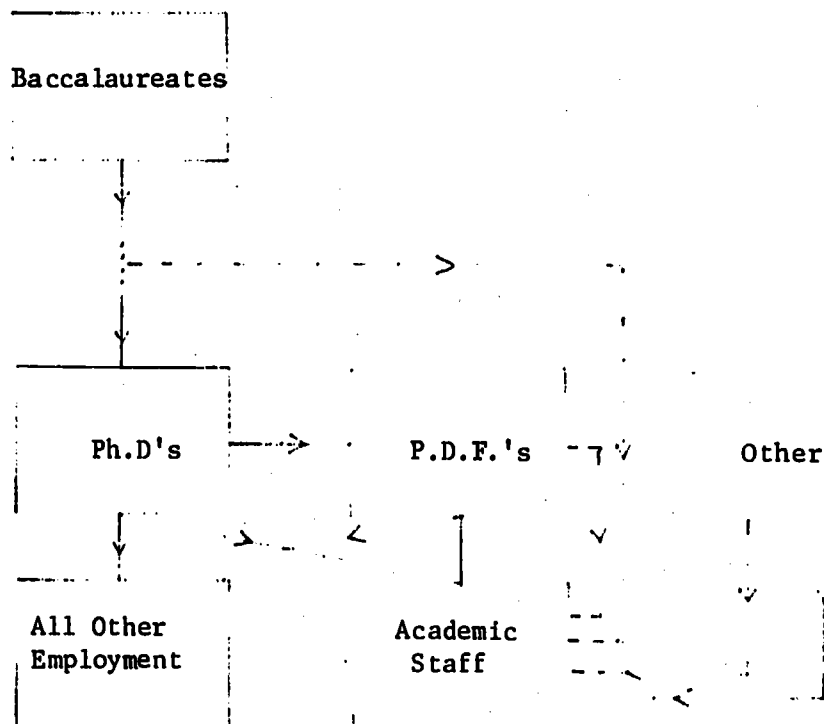 Baccalaureates
Ph.D's
P.D.F.'s
Other
All Other
Employment
Academic
Staff